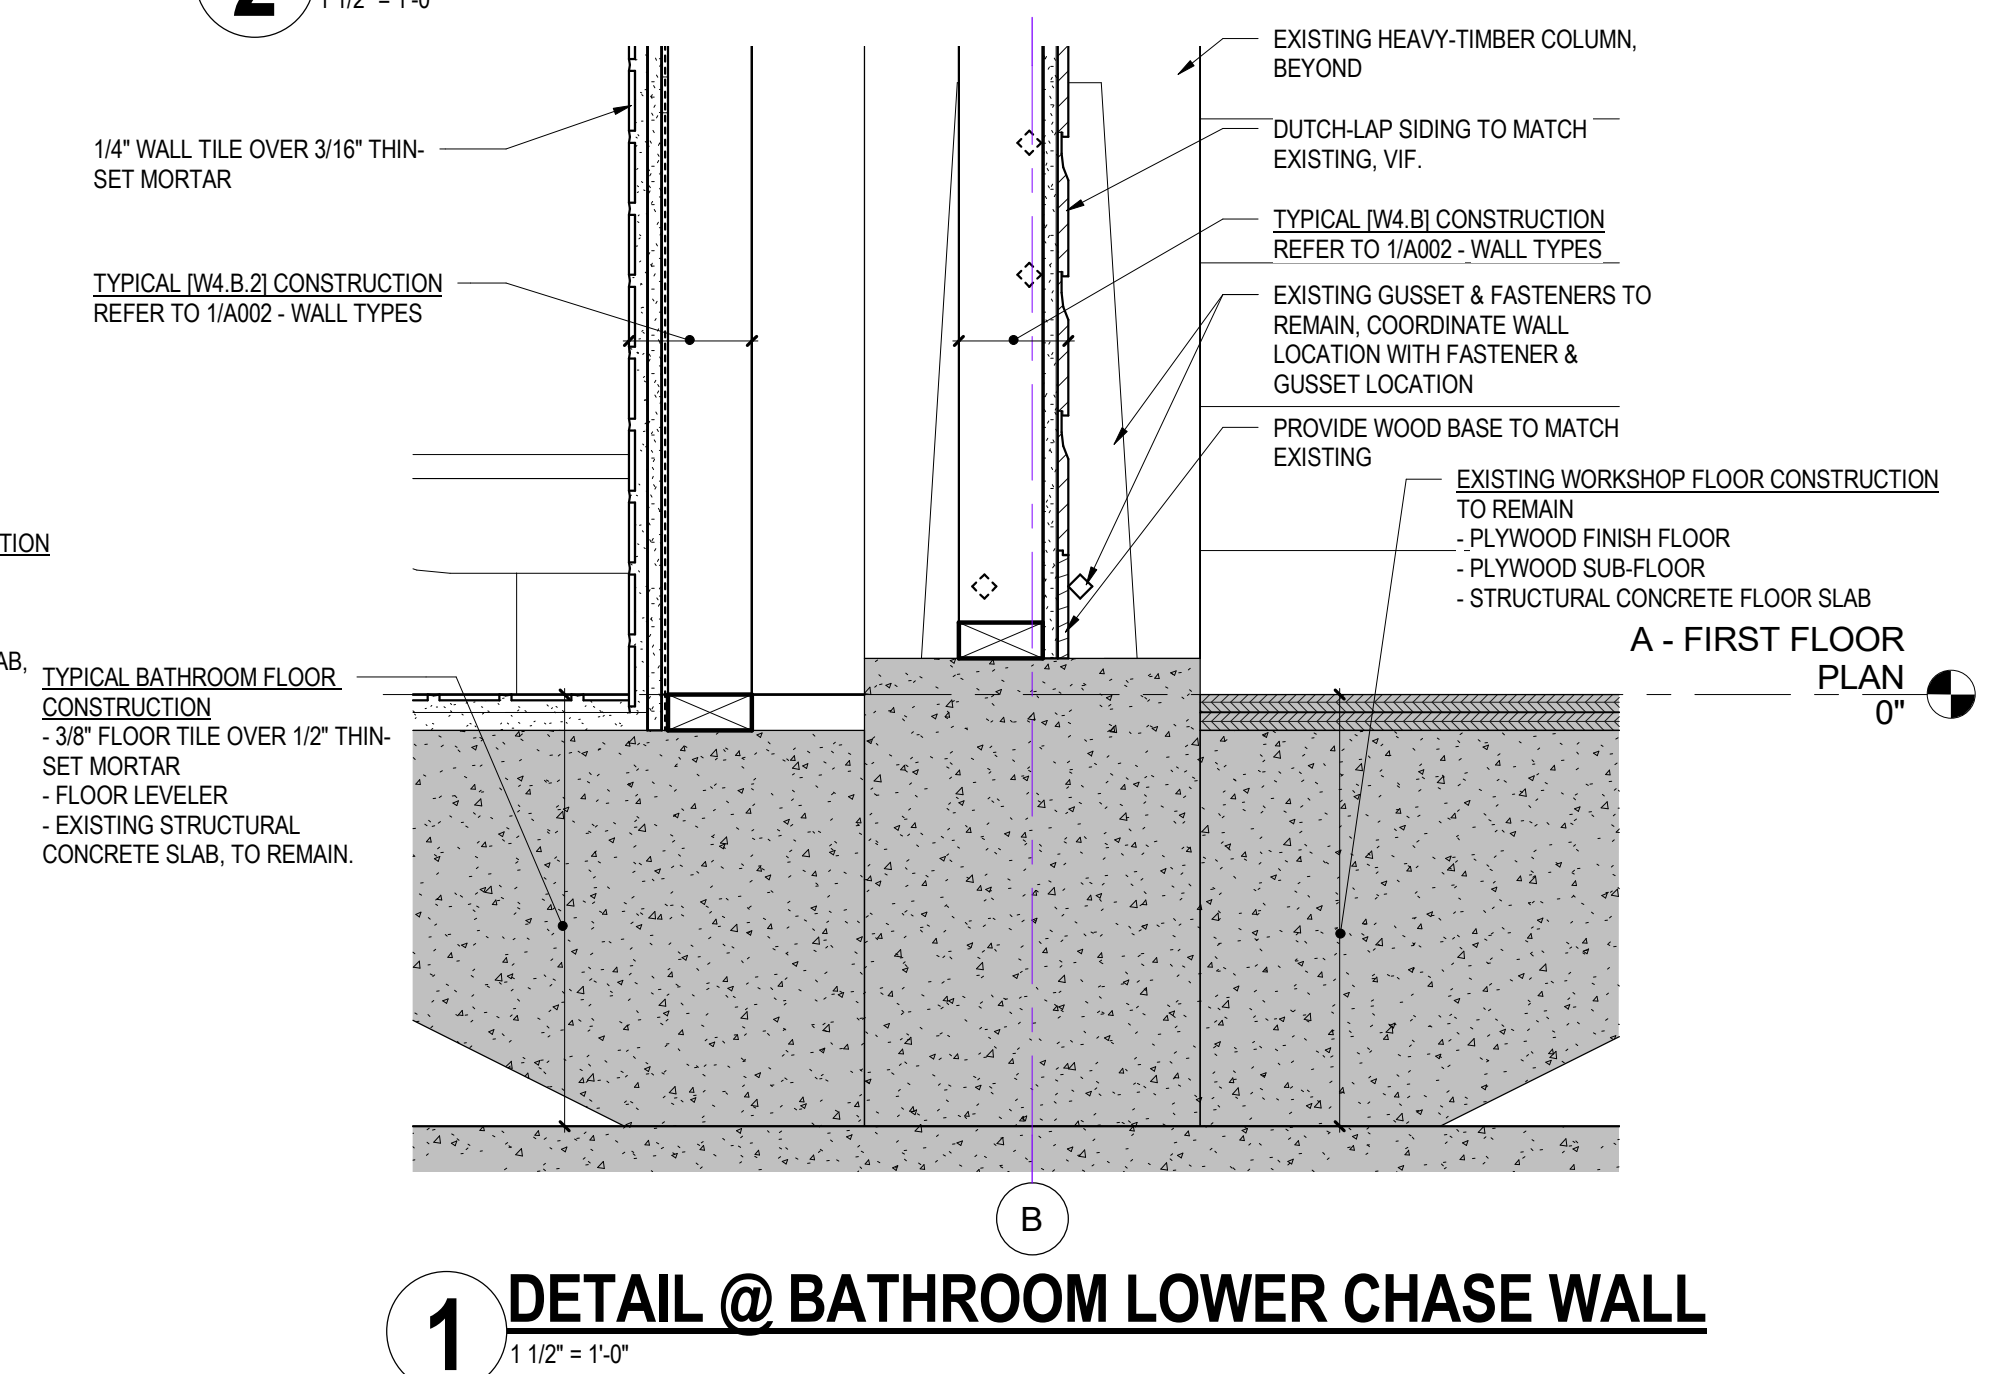 2
1 1/2" = 1'-0"
EXISTING HEAVY-TIMBER COLUMN,
BEYOND
DUTCH-LAP SIDING TO MATCH
EXISTING, VIF.
1/4" WALL TILE OVER 3/16" THIN-
SET MORTAR
TYPICAL [W4.B] CONSTRUCTION
REFER TO 1/A002 - WALL TYPES
TYPICAL [W4.B.2] CONSTRUCTION
REFER TO 1/A002 - WALL TYPES
EXISTING GUSSET & FASTENERS TO
REMAIN, COORDINATE WALL
LOCATION WITH FASTENER &
GUSSET LOCATION
PROVIDE WOOD BASE TO MATCH
EXISTING
EXISTING WORKSHOP FLOOR CONSTRUCTION
TO REMAIN
- PLYWOOD FINISH FLOOR
- PLYWOOD SUB-FLOOR
- STRUCTURAL CONCRETE FLOOR SLAB
TION
AB,
A - FIRST FLOOR
PLAN
0"
TYPICAL BATHROOM FLOOR
CONSTRUCTION
- 3/8" FLOOR TILE OVER 1/2" THIN-
SET MORTAR
- FLOOR LEVELER
- EXISTING STRUCTURAL
CONCRETE SLAB, TO REMAIN.
B
1
DETAIL @ BATHROOM LOWER CHASE WALL
1 1/2" = 1'-0"